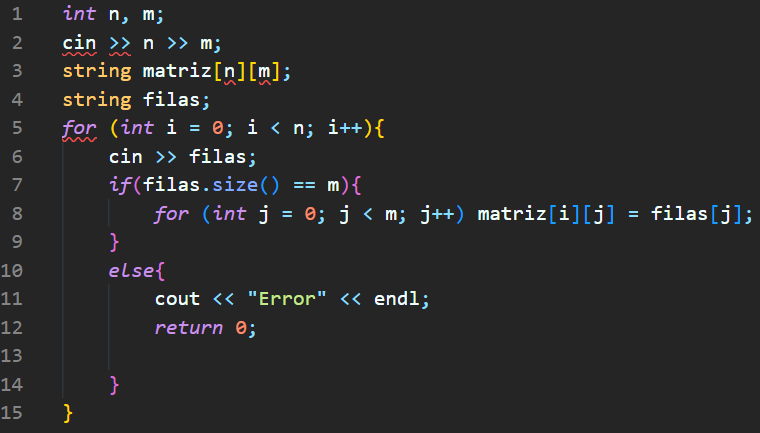 1 int n, m;
2 cin >> n >> m;
3 string matriz[n][m];
4 string filas;
5 for (int i = 0; i < n; i++){
6 cin >> filas;
7 if(filas.size() == m){
8 for (int j = 0; j < m; j++) matriz[i][j] = filas[j];
9 }
10 else{
11 cout << "Error" << endl;
12 return 0;
13
14 }
15 }